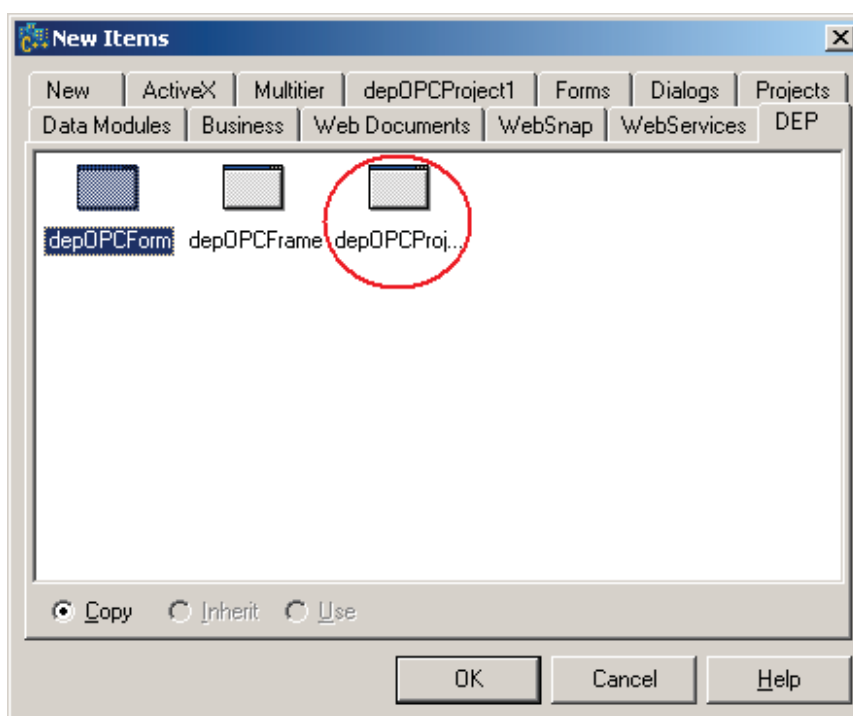 New Items
New ActiveX Multitier depOPCProject1 Forms Dialogs Projects
Data Modules Business Web Documents WebSnap WebServices DEP
depOPCForm depOPCFrame depOPCProj...
Copy Inherit Use
OK Cancel Help